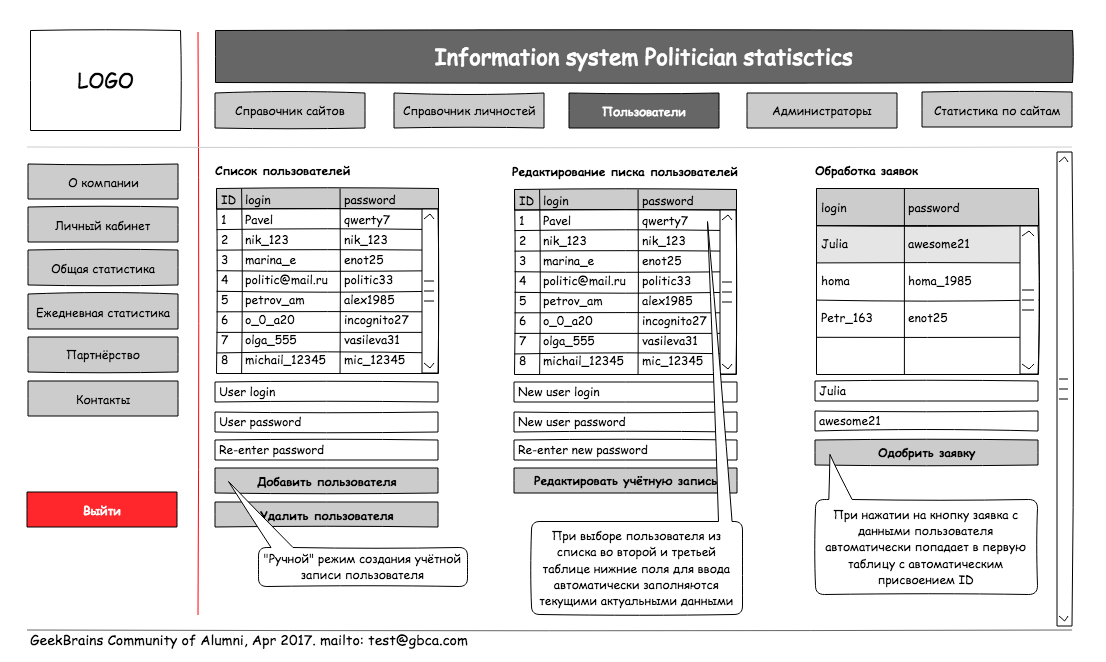 LOGO
Information system Politician statisctics
Справочник сайтов
Справочник личностей
Пользователи
Администраторы
Статистика по сайтам
О компании
Личный кабинет
Общая статистика
Ежедневная статистика
Партнёрство
Контакты
Выйти
Список пользователей
ID login password
1 Pavel qwerty7
2 nik_123 nik_123
3 marina_e enot25
4 politic@mail.ru politic33
5 petrov_am alex1985
6 o_0_a20 incognito27
7 olga_555 vasileva31
8 michail_12345 mic_12345
User login
User password
Re-enter password
Добавить пользователя
Удалить пользователя
"Ручной" режим создания учётной
записи пользователя
Редактирование писка пользователей
ID login password
1 Pavel qwerty7
2 nik_123 nik_123
3 marina_e enot25
4 politic@mail.ru politic33
5 petrov_am alex1985
6 o_0_a20 incognito27
7 olga_555 vasileva31
8 michail_12345 mic_12345
New user login
New user password
Re-enter new password
Редактировать учётную запись
При выборе пользователя из
списка во второй и третьей
таблице нижние поля для ввода
автоматически заполняются
текущими актуальными данными
Обработка заявок
login password
Julia awesome21
homa homa_1985
Petr_163 enot25
Julia
awesome21
Одобрить заявку
При нажатии на кнопку заявка с
данными пользователя
автоматически попадает в первую
таблицу с автоматическим
присвоением ID
GeekBrains Community of Alumni, Apr 2017. mailto: test@gbca.com